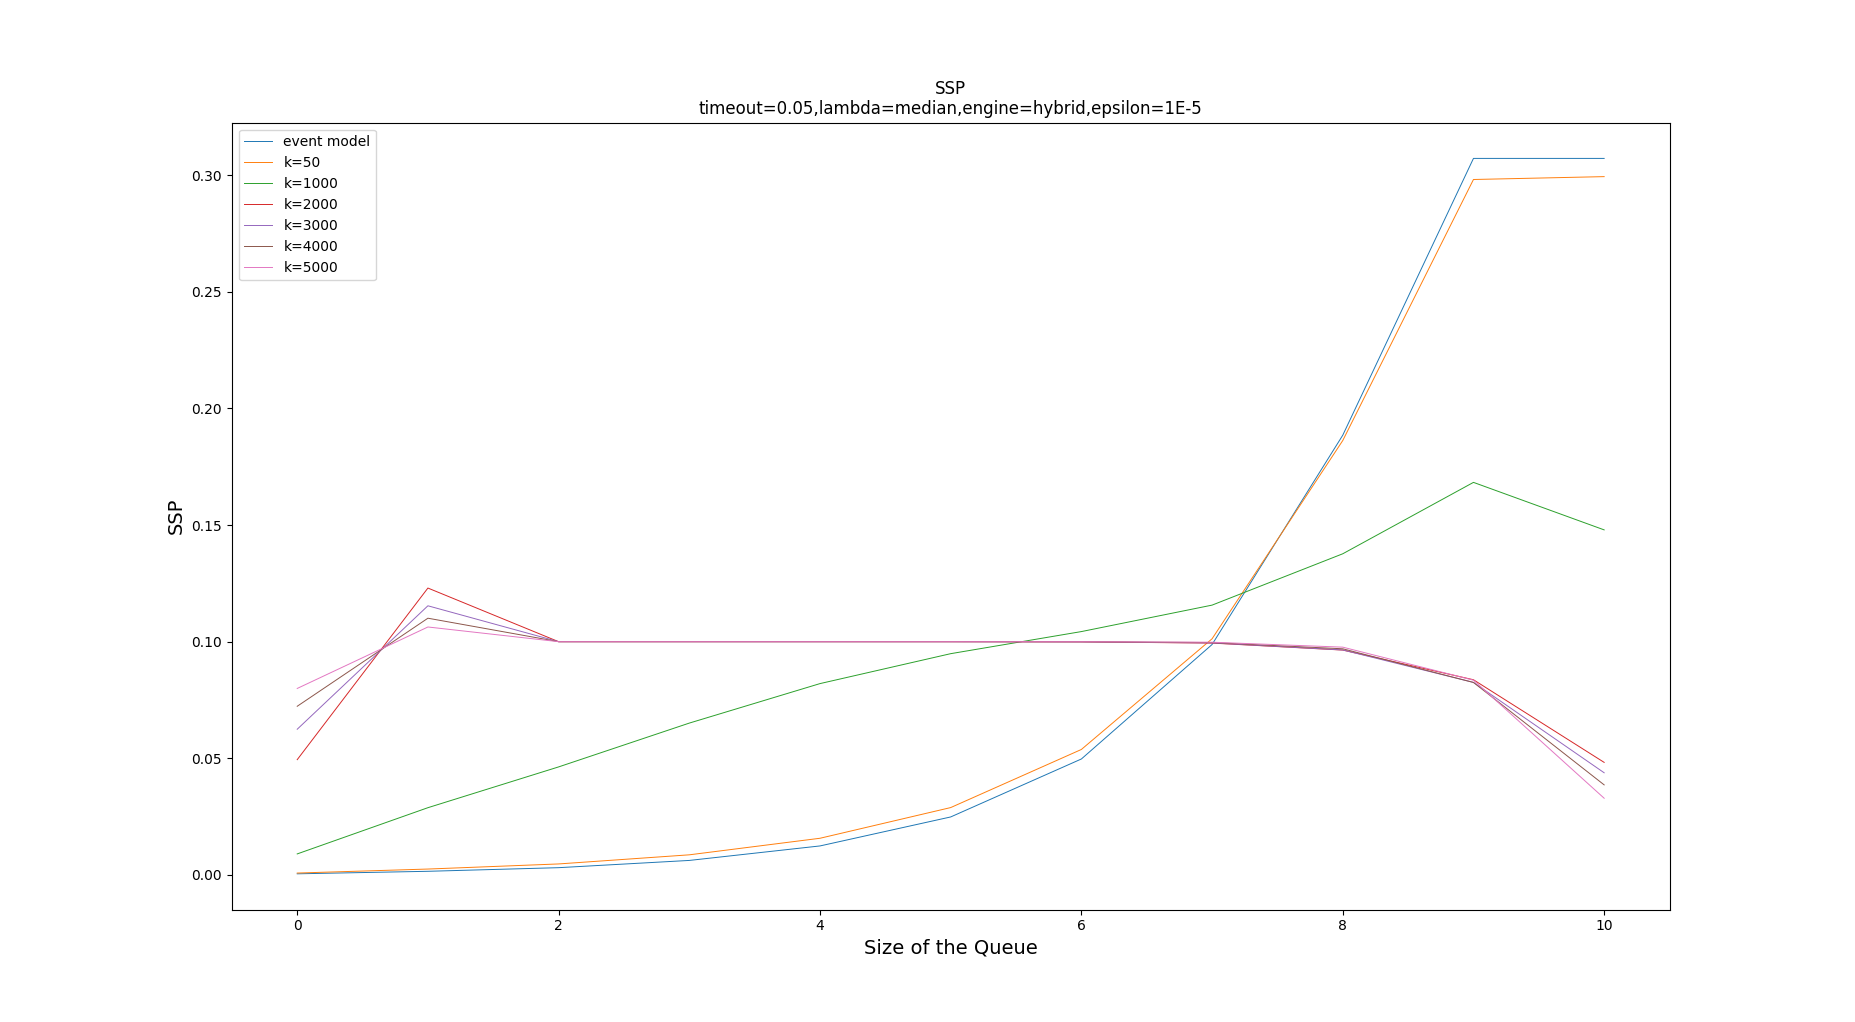 SSP
timeout=0.05,lambda=median,engine=hybrid,epsilon=1E-5
event model
k=50
k=1000
k=2000
k=3000
k=4000
k=5000
0.30
0.25
0.20
0.15
0.10
0.05
0.00
SSP
0 2 4 6 8 10
Size of the Queue